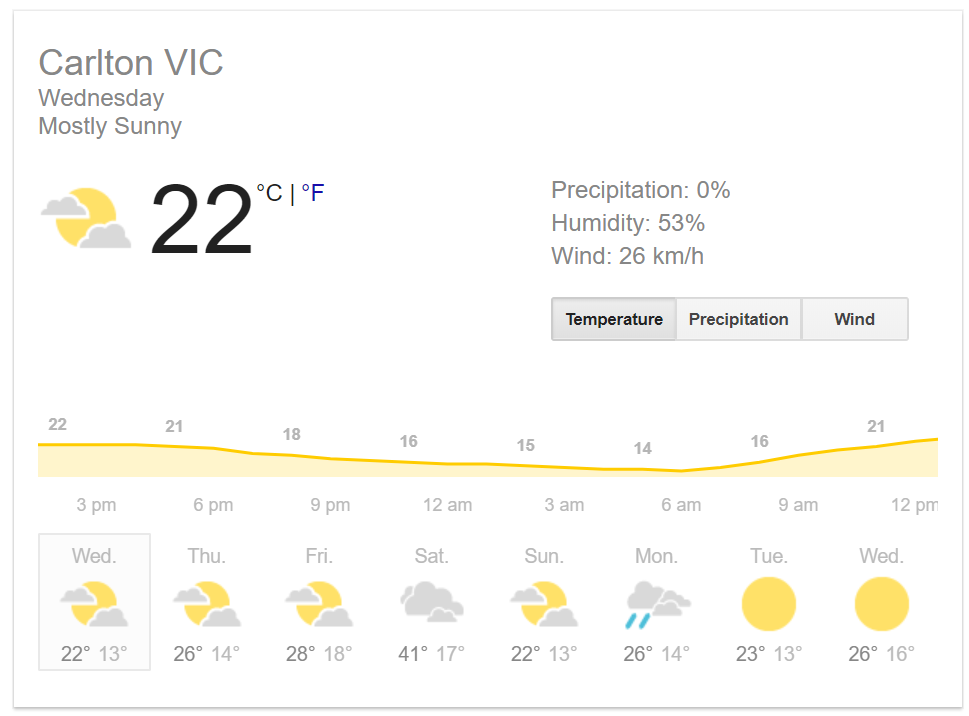 Carlton VIC
Wednesday
Mostly Sunny
22 °C | °F
Precipitation: 0%
Humidity: 53%
Wind: 26 km/h
Temperature Precipitation Wind
22 21 18 16 15 14 16 21
3 pm 6 pm 9 pm 12 am 3 am 6 am 9 am 12 pm
Wed. Thu. Fri. Sat. Sun. Mon. Tue. Wed.
22° 13° 26° 14° 28° 18° 41° 17° 22° 13° 26° 14° 23° 13° 26° 16°